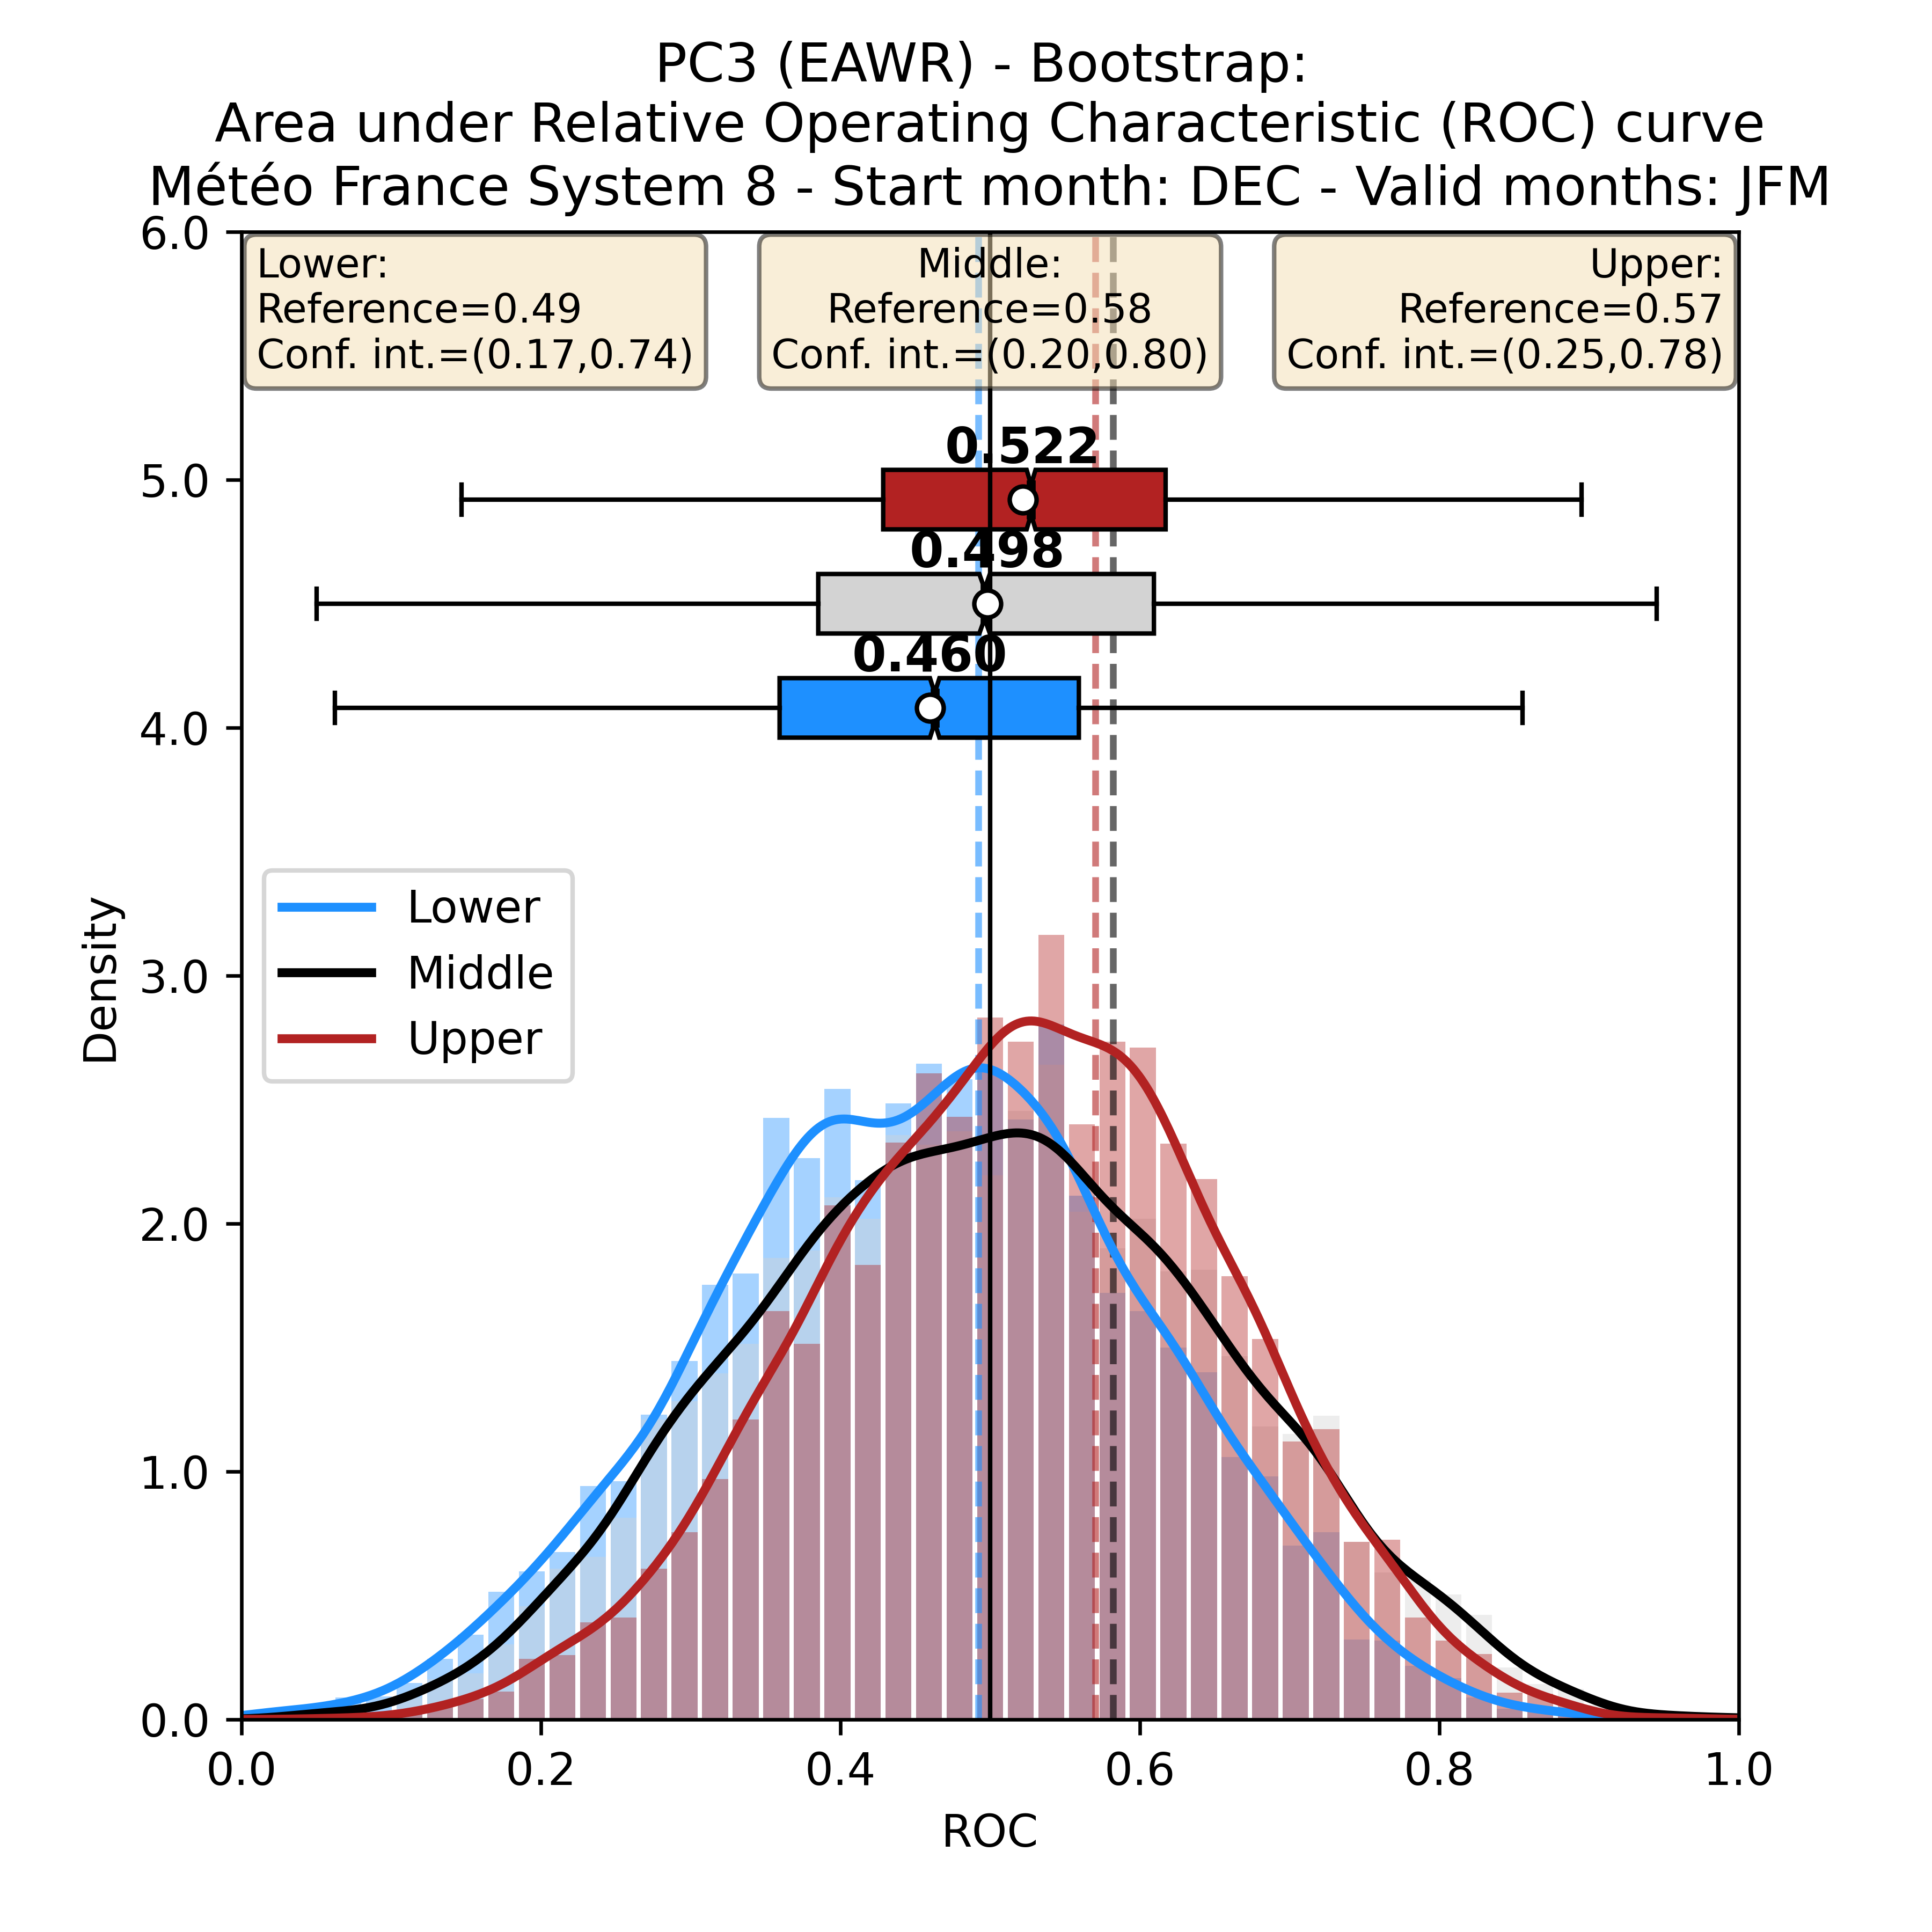 PC3 (EAWR) - Bootstrap:
Area under Relative Operating Characteristic (ROC) curve
Météo France System 8 - Start month: DEC - Valid months: JFM
Lower:
Reference=0.49
Conf. int.=(0.17,0.74)
Middle:
Reference=0.58
Conf. int.=(0.20,0.80)
Upper:
Reference=0.57
Conf. int.=(0.25,0.78)
0.522
0.498
0.460
Lower
Middle
Upper
Density
6.0
5.0
4.0
3.0
2.0
1.0
0.0
0.0 0.2 0.4 0.6 0.8 1.0
ROC